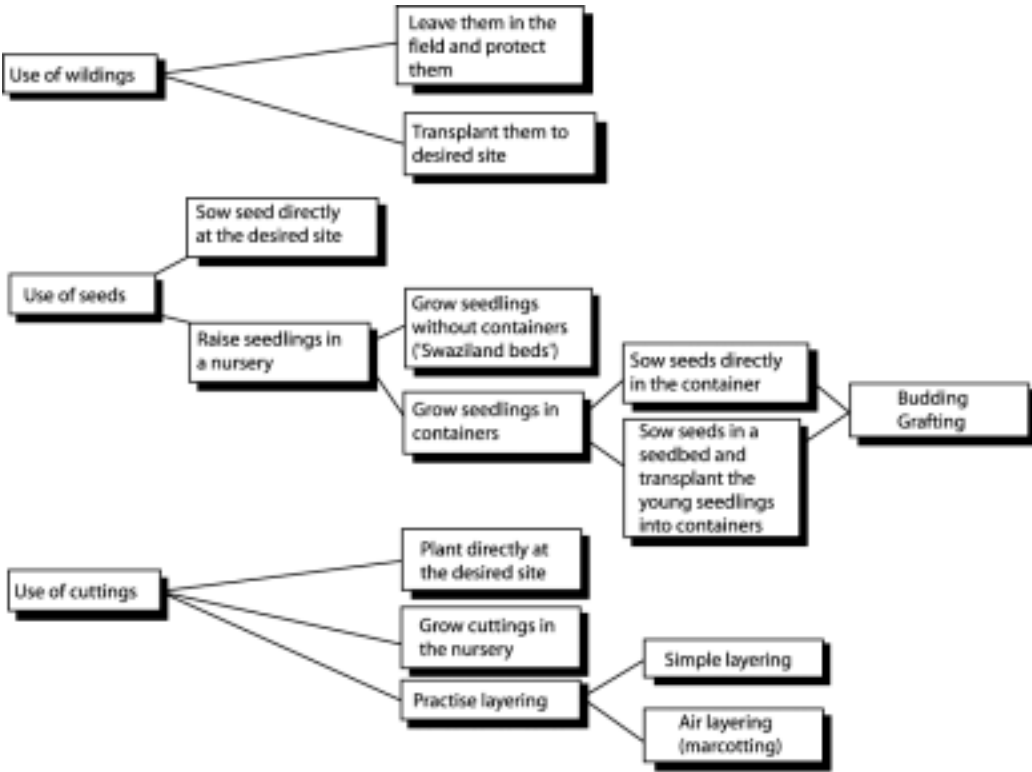 Leave them in the
field and protect
them
Use of wildings
Transplant them to
desired site
Sow seed directly
at the desired site
Use of seeds
Raise seedlings in
a nursery
Grow seedlings
without containers
('Swaziland beds')
Grow seedlings in
containers
Sow seeds directly
in the container
Sow seeds in a
seedbed and
transplant the
young seedlings
into containers
Budding
Grafting
Plant directly at
the desired site
Use of cuttings
Grow cuttings in
the nursery
Practise layering
Simple layering
Air layering
(marcotting)